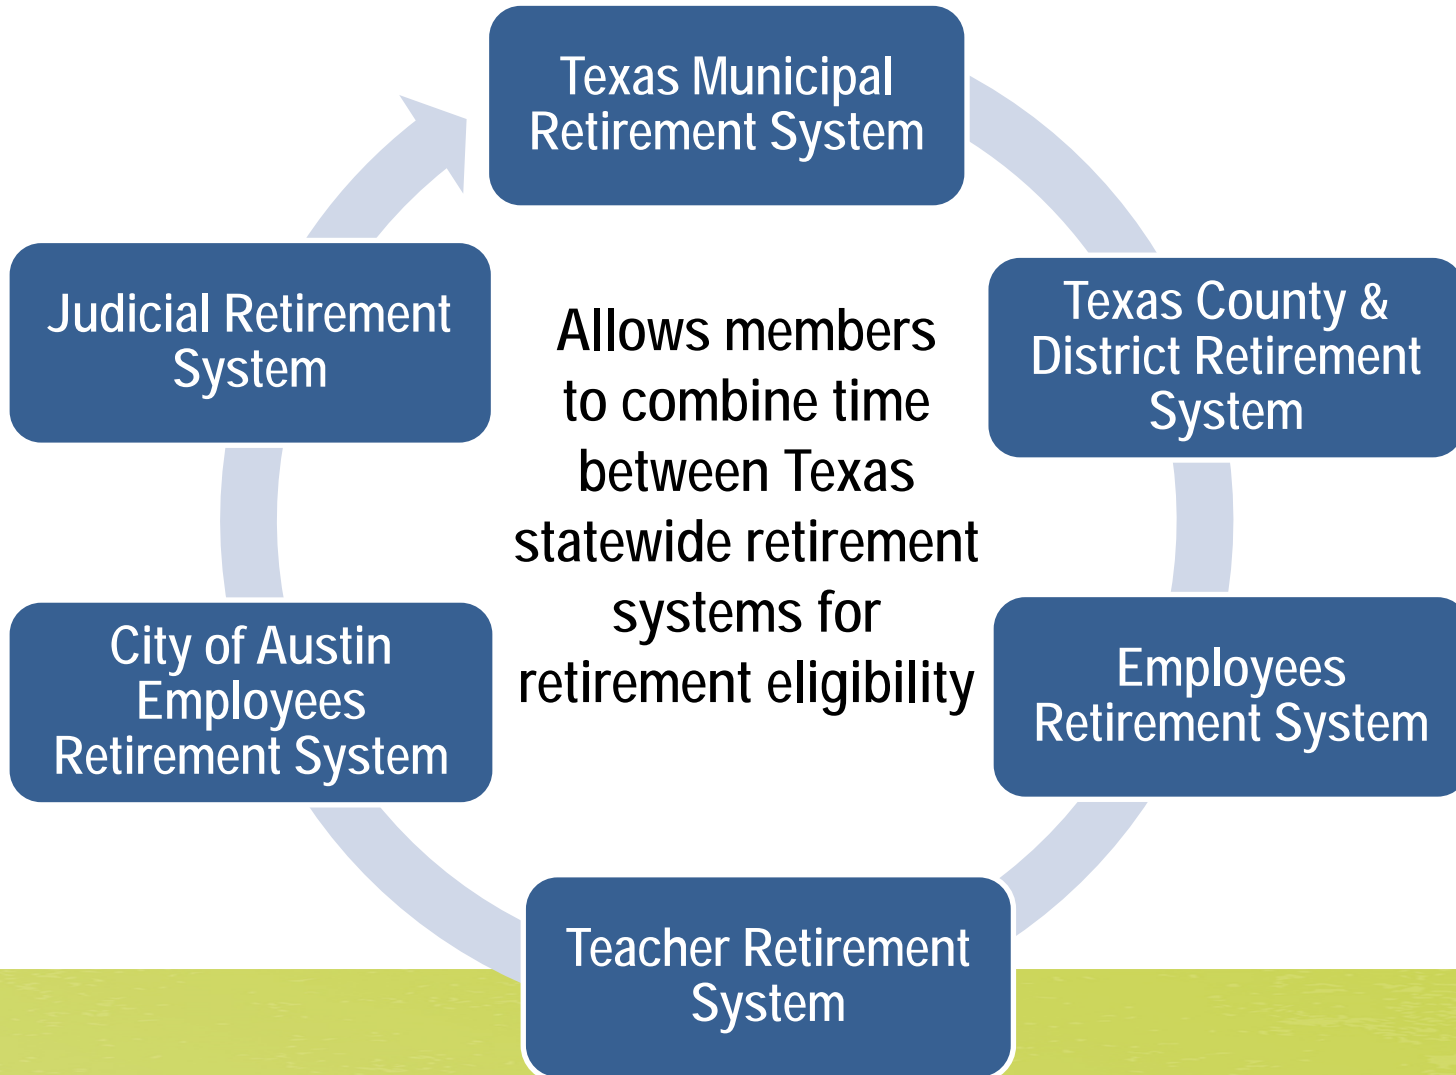 Texas Municipal
Retirement System
Texas County &
District Retirement
System
Employees
Retirement System
Teacher Retirement
System
City of Austin
Employees
Retirement System
Judicial Retirement
System
Allows members
to combine time
between Texas
statewide retirement
systems for
retirement eligibility